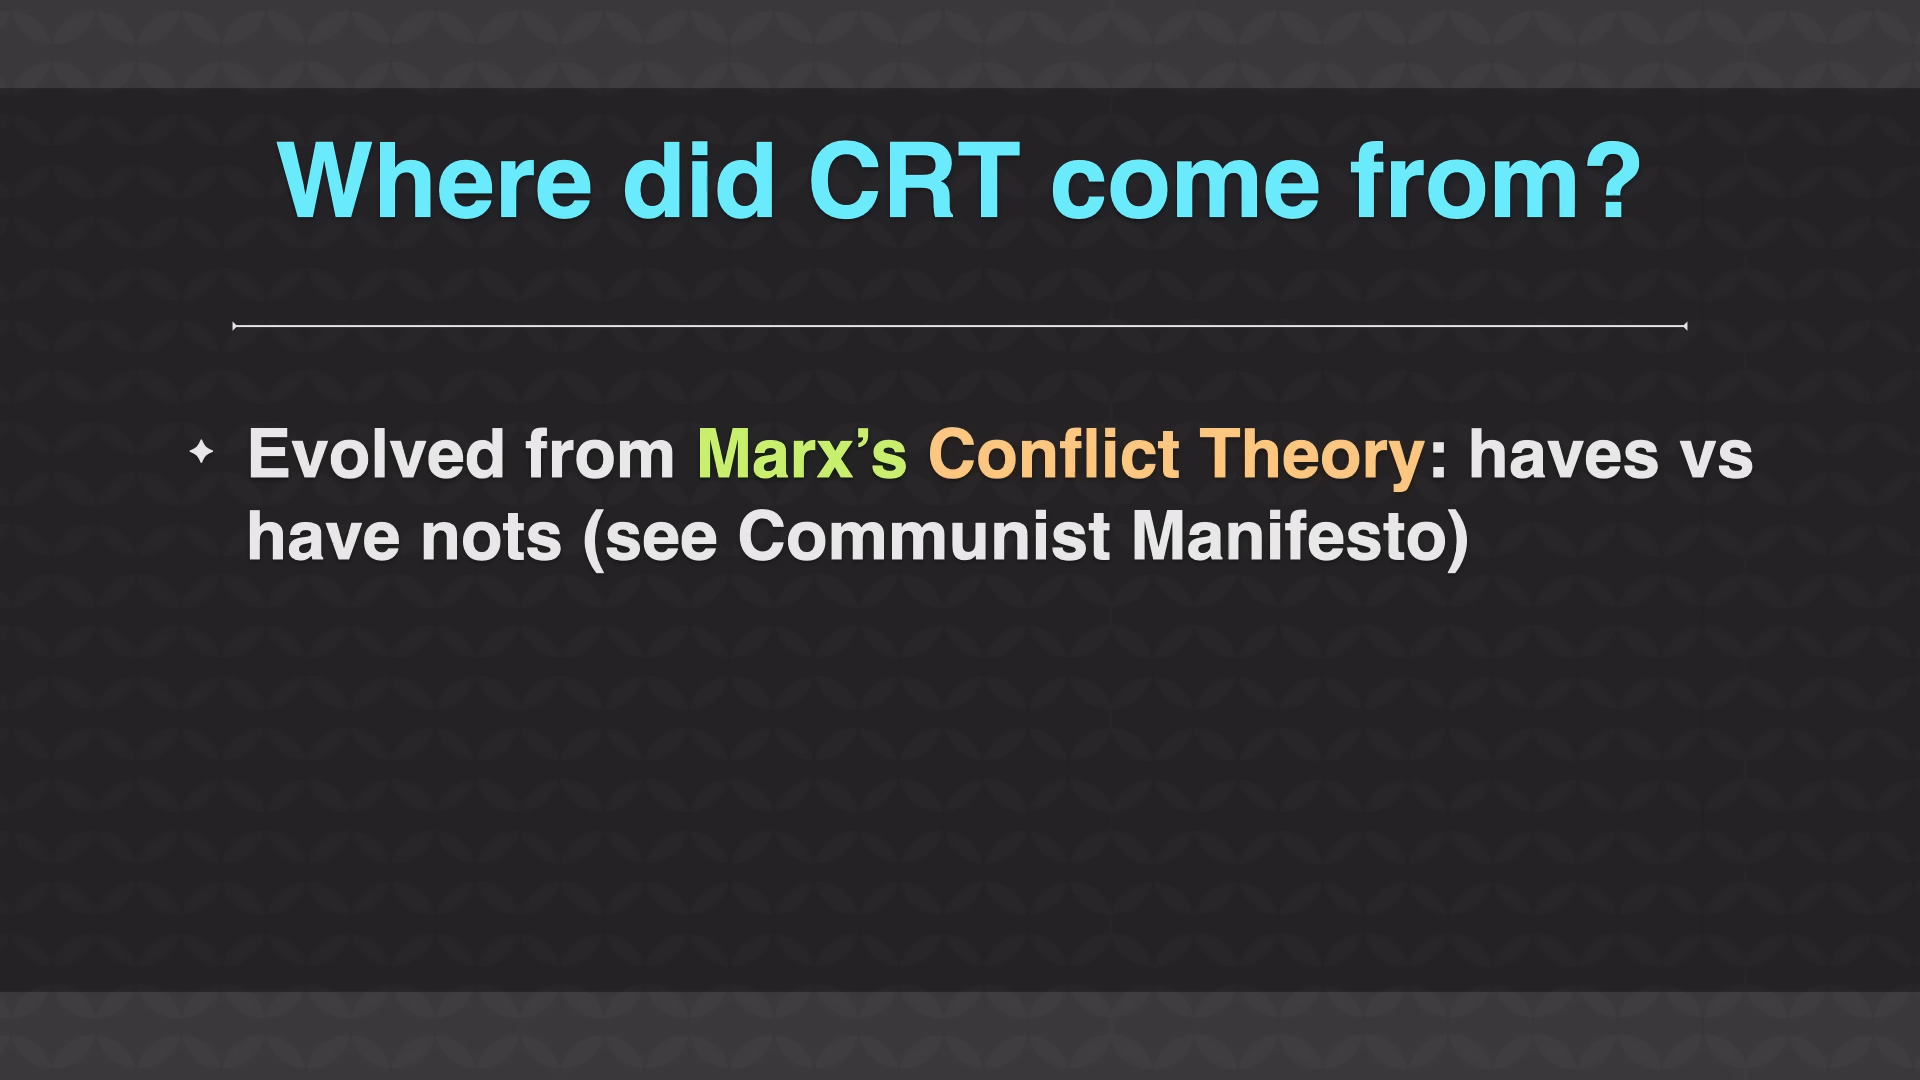 Where did CRT come from?
Evolved from Marx’s Conflict Theory: haves vs
have nots (see Communist Manifesto)